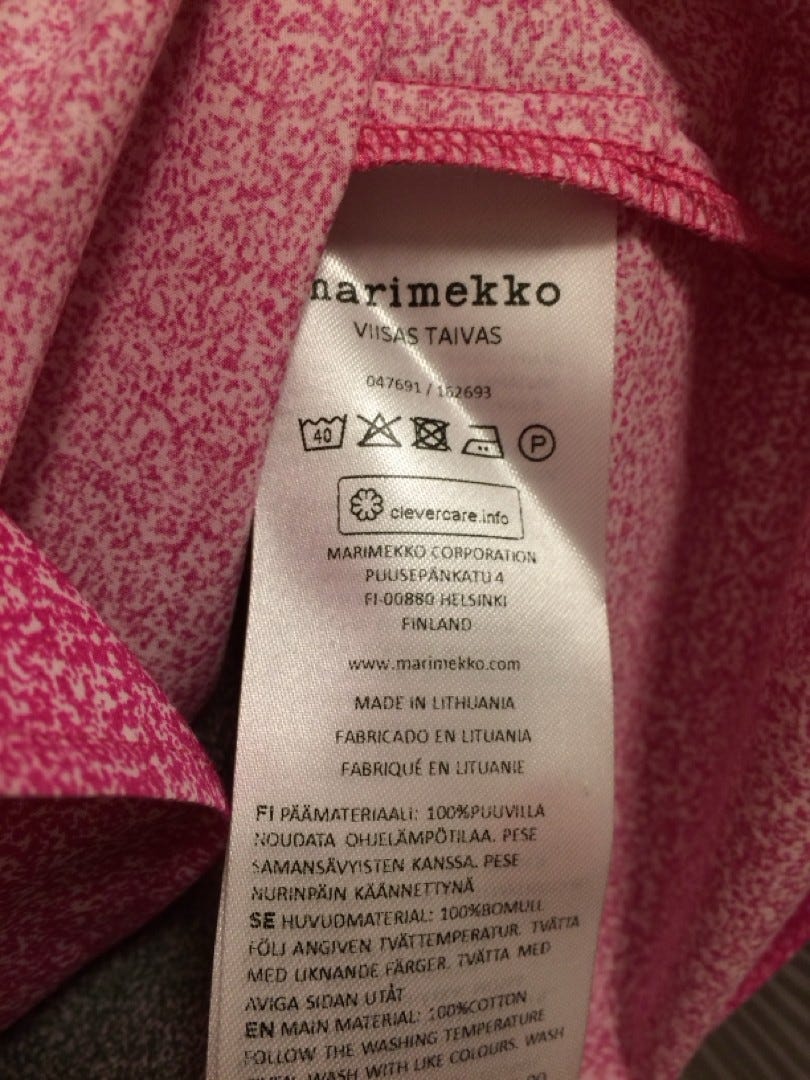 marimekko
VIISAS TAIVAS
047691 / 162693
40 P
clevercare.info
MARIMEKKO CORPORATION
PUUSEPÄNKATU 4
FI-00880 HELSINKI
FINLAND
www.marimekko.com
MADE IN LITHUANIA
FABRICADO EN LITUANIA
FABRIQUÉ EN LITUANIE
FI PÄÄMATERIAALI: 100%PUUVILLA
NOUDATA OHJELÄMPÖTILAA. PESE
SAMANSÄVYISTEN KANSSA. PESE
NURINPÄIN KÄÄNNETTYNÄ
SE HUVUDMATERIAL: 100%BOMULL
FÖLJ ANGIVEN TVÄTTEMPERATUR. TVÄTTA
MED LIKNANDE FÄRGER. TVÄTTA MED
AVIGA SIDAN UTÅT
EN MAIN MATERIAL: 100%COTTON
FOLLOW THE WASHING TEMPERATURE
WASH WITH LIKE COLOURS. WASH